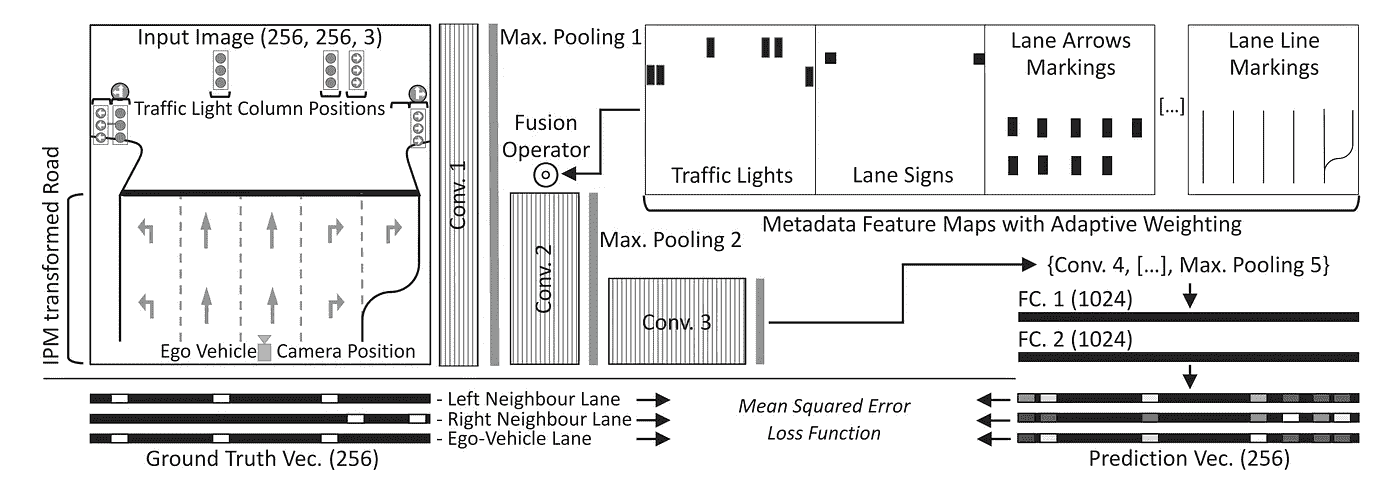 Input Image (256, 256, 3)
Traffic Light Column Positions
IPM transformed Road
Ego Vehicle
Camera Position
Conv. 1
Max. Pooling 1
Fusion
Operator
Conv. 2
Max. Pooling 2
Conv. 3
Traffic Lights
Lane Signs
Lane Arrows
Markings
[...]
Lane Line
Markings
Metadata Feature Maps with Adaptive Weighting
{Conv. 4, [...], Max. Pooling 5}
FC. 1 (1024)
FC. 2 (1024)
- Left Neighbour Lane
- Right Neighbour Lane
- Ego-Vehicle Lane
Ground Truth Vec. (256)
Mean Squared Error
Loss Function
Prediction Vec. (256)